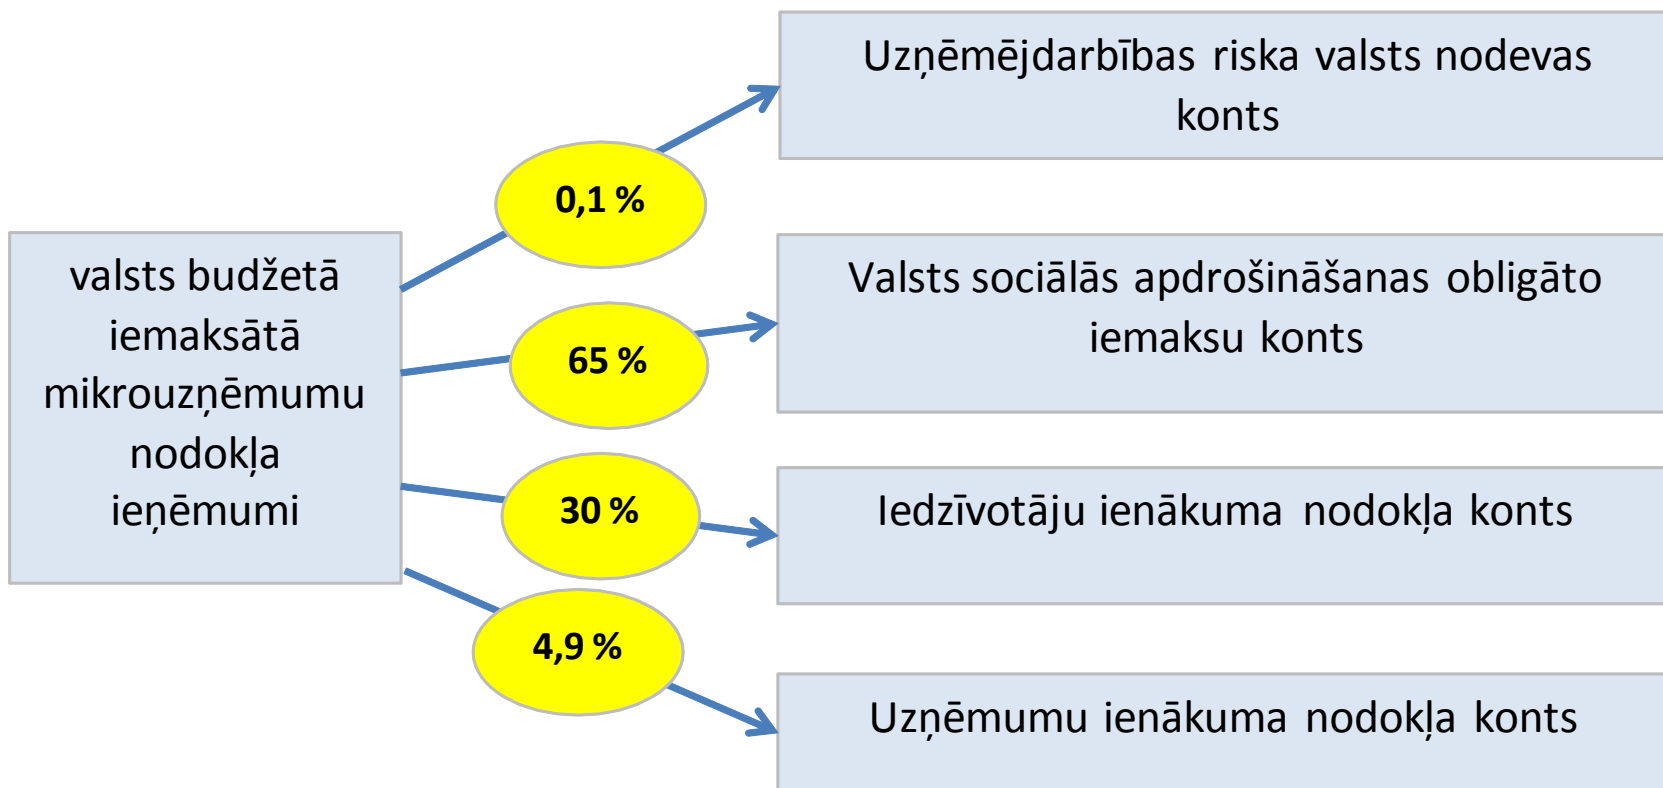 valsts budžetā
iemaksātā
mikrouzņēmumu
nodokļa
ieņēmumi
0,1 %
Uzņēmējdarbības riska valsts nodevas
konts
65 %
Valsts sociālās apdrošināšanas obligāto
iemaksu konts
30 %
Iedzīvotāju ienākuma nodokļa konts
4,9 %
Uzņēmumu ienākuma nodokļa konts